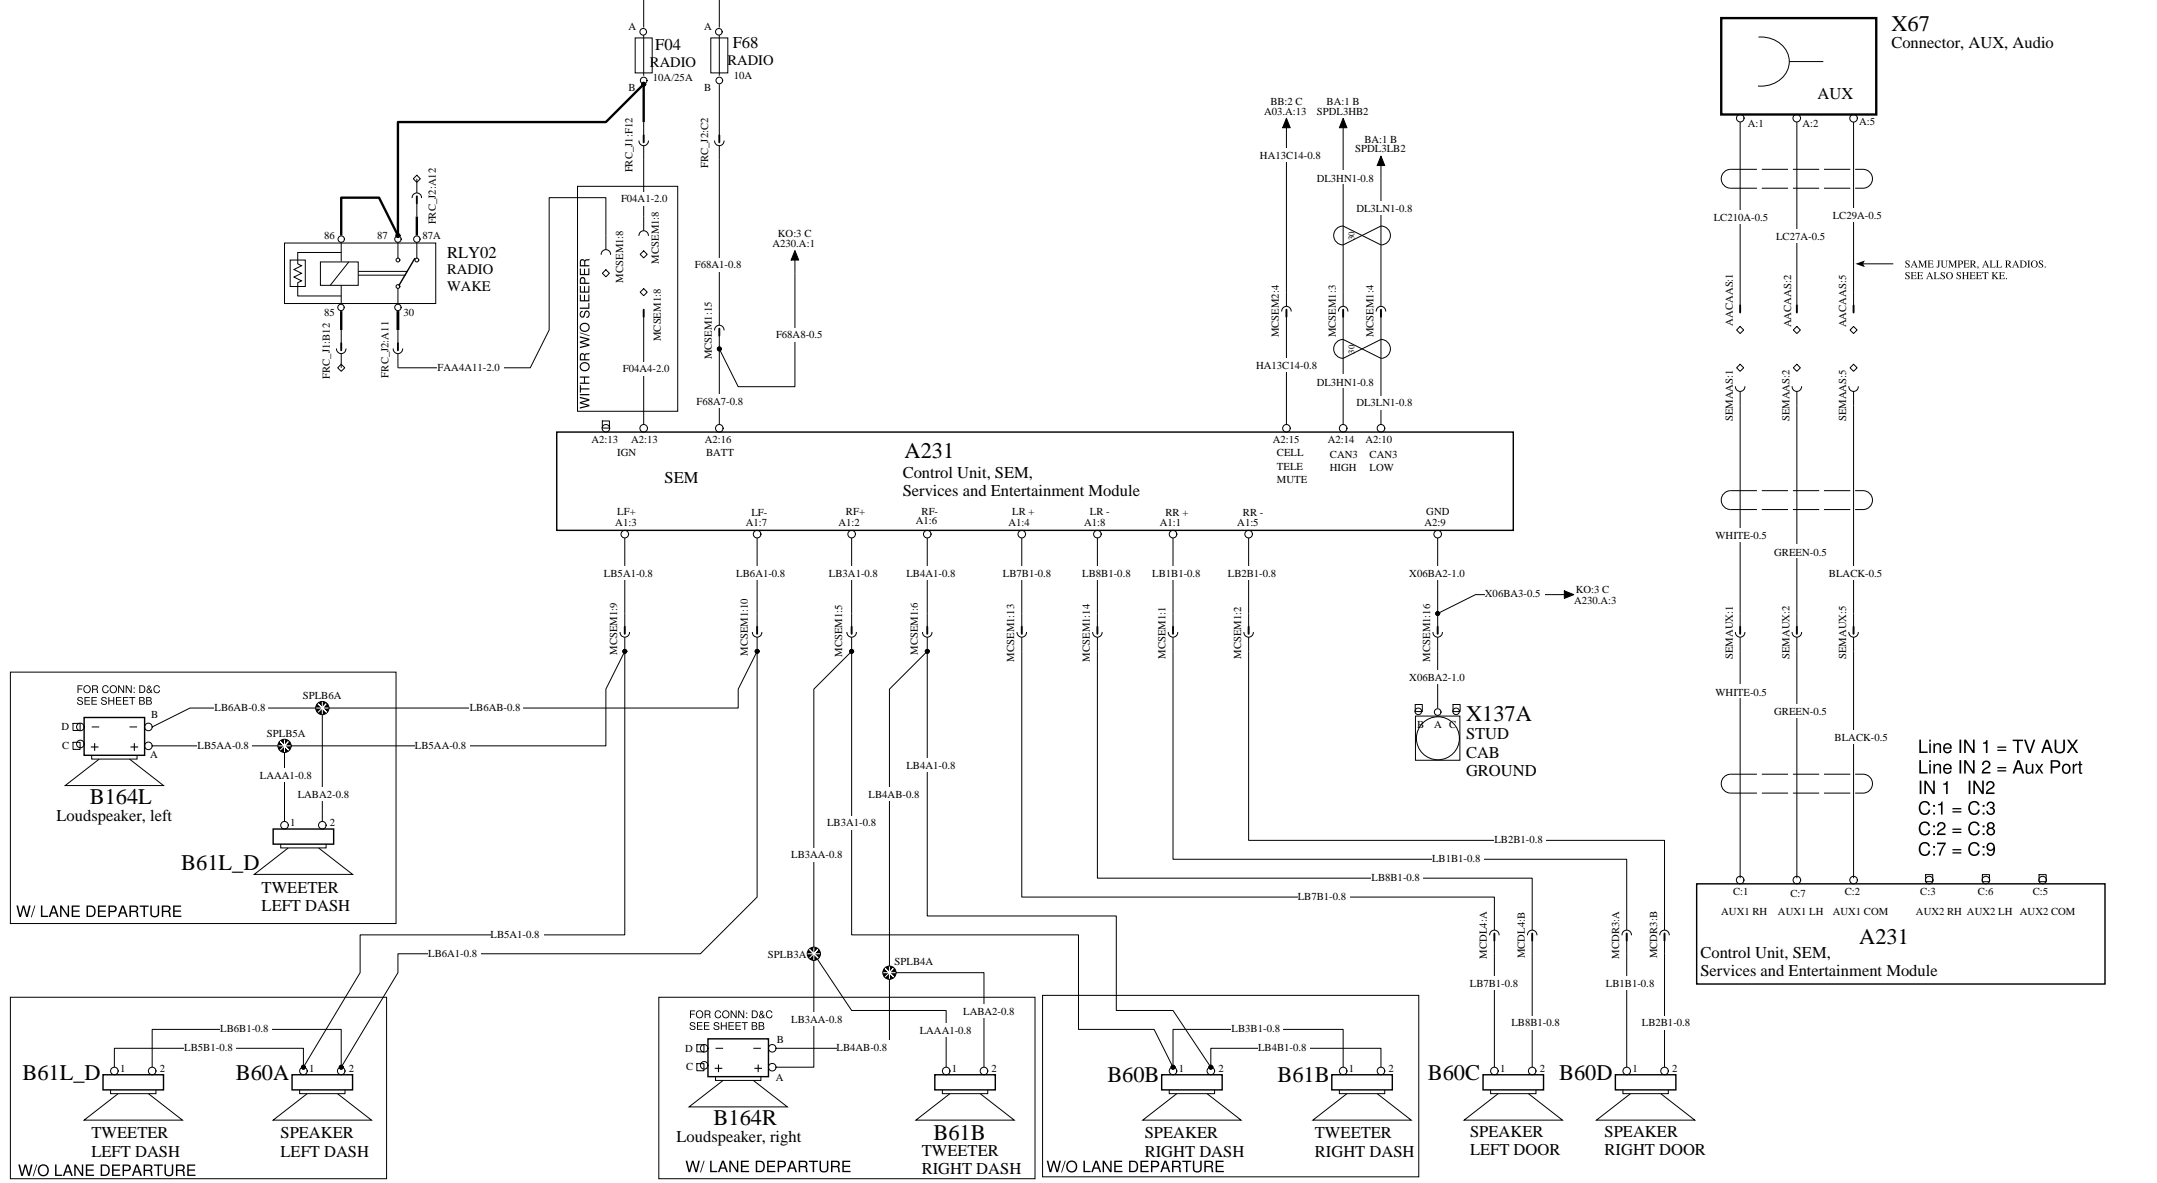 A
F04
RADIO
10A/25A
B
A
F68
RADIO
10A
B
FRC_J1:F12
FRC_J2:C2
FRC_J2:A12
86
87
87A
RLY02
RADIO
WAKE
85
30
FRC_J1:B12
FRC_J2:A11
FAA4A11-2.0
WITH OR W/O SLEEPER
F04A1-2.0
MCSEM1:8
MCSEM1:8
MCSEM1:8
F04A4-2.0
F68A1-0.8
MCSEM1:15
F68A7-0.8
KO:3 C
A230.A:1
F68A8-0.5
BB:2 C
A03.A:13
HA13C14-0.8
MCSEM2:4
HA13C14-0.8
BA:1 B
SPDL3HB2
DL3HN1-0.8
BA:1 B
SPDL3LB2
DL3LN1-0.8
30
MCSEM1:3
MCSEM1:4
30
DL3HN1-0.8
DL3LN1-0.8
X67
Connector, AUX, Audio
AUX
A:1
A:2
A:5
LC210A-0.5
LC27A-0.5
LC29A-0.5
SAME JUMPER, ALL RADIOS.
SEE ALSO SHEET KE.
AACAAS:1
AACAAS:2
AACAAS:5
SEMAAS:1
SEMAAS:2
SEMAAS:5
WHITE-0.5
GREEN-0.5
BLACK-0.5
SEMAUX:1
SEMAUX:2
SEMAUX:5
WHITE-0.5
GREEN-0.5
BLACK-0.5
Line IN 1 = TV AUX
Line IN 2 = Aux Port
IN 1 IN2
C:1 = C:3
C:2 = C:8
C:7 = C:9
C:1
C:7
C:2
C:3
C:6
C:5
AUX1 RH
AUX1 LH
AUX1 COM
AUX2 RH
AUX2 LH
AUX2 COM
A231
Control Unit, SEM,
Services and Entertainment Module
A2:13
A2:13
IGN
A2:16
BATT
SEM
A231
Control Unit, SEM,
Services and Entertainment Module
A2:15
CELL
TELE
MUTE
A2:14
CAN3
HIGH
A2:10
CAN3
LOW
LF+
A1:3
LF-
A1:7
RF+
A1:2
RF-
A1:6
LR +
A1:4
LR -
A1:8
RR +
A1:1
RR -
A1:5
GND
A2:9
LB5A1-0.8
LB6A1-0.8
LB3A1-0.8
LB4A1-0.8
LB7B1-0.8
LB8B1-0.8
LB1B1-0.8
LB2B1-0.8
X06BA2-1.0
X06BA3-0.5
KO:3 C
A230.A:3
MCSEM1:9
MCSEM1:10
MCSEM1:5
MCSEM1:6
MCSEM1:13
MCSEM1:14
MCSEM1:1
MCSEM1:2
MCSEM1:16
X06BA2-1.0
B
A
C
X137A
STUD
CAB
GROUND
FOR CONN: D&C
SEE SHEET BB
D
C
B
A
LB6AB-0.8
SPLB6A
LB6AB-0.8
LB5AA-0.8
SPLB5A
LB5AA-0.8
LAAA1-0.8
LABA2-0.8
B164L
Loudspeaker, left
1
2
B61L_D
TWEETER
LEFT DASH
W/ LANE DEPARTURE
LB5A1-0.8
LB6A1-0.8
LB6B1-0.8
LB5B1-0.8
B61L_D
1
2
TWEETER
LEFT DASH
B60A
1
2
SPEAKER
LEFT DASH
W/O LANE DEPARTURE
LB4A1-0.8
LB4AB-0.8
LB3A1-0.8
LB3AA-0.8
SPLB3A
SPLB4A
FOR CONN: D&C
SEE SHEET BB
D
C
B
A
LB3AA-0.8
LB4AB-0.8
LAAA1-0.8
LABA2-0.8
B164R
Loudspeaker, right
1
2
B61B
TWEETER
RIGHT DASH
W/ LANE DEPARTURE
LB3B1-0.8
LB4B1-0.8
B60B
1
2
SPEAKER
RIGHT DASH
B61B
1
2
TWEETER
RIGHT DASH
W/O LANE DEPARTURE
LB2B1-0.8
LB1B1-0.8
LB8B1-0.8
LB7B1-0.8
MCDL4:A
MCDL4:B
MCDR3:A
MCDR3:B
LB7B1-0.8
LB8B1-0.8
LB1B1-0.8
LB2B1-0.8
B60C
1
2
SPEAKER
LEFT DOOR
B60D
1
2
SPEAKER
RIGHT DOOR